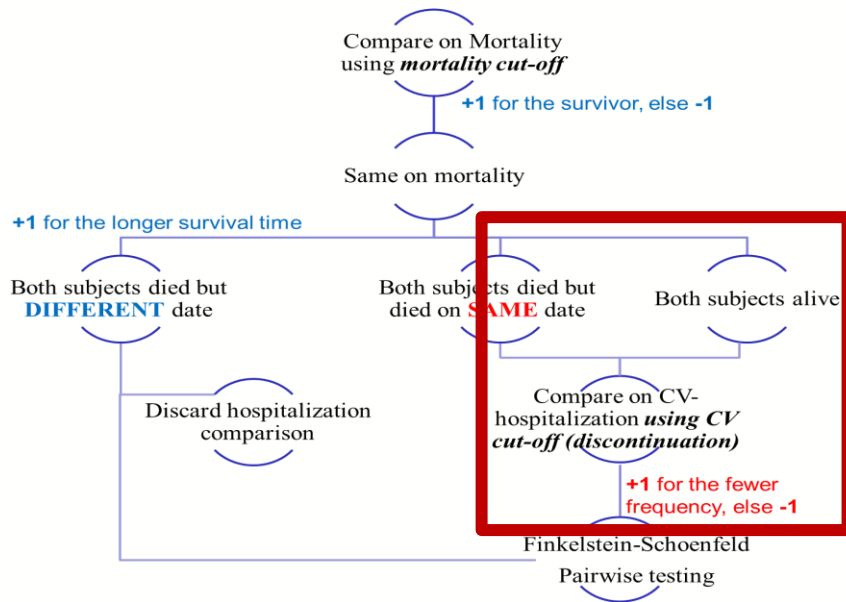 Compare on Mortality
using mortality cut-off
+1 for the survivor, else -1
Same on mortality
+1 for the longer survival time
Both subjects died but
DIFFERENT date
Both subjects died but
died on SAME date
Both subjects alive
Discard hospitalization
comparison
Compare on CV-
hospitalization using CV
cut-off (discontinuation)
+1 for the fewer
frequency, else -1
Finkelstein-Schoenfeld
Pairwise testing